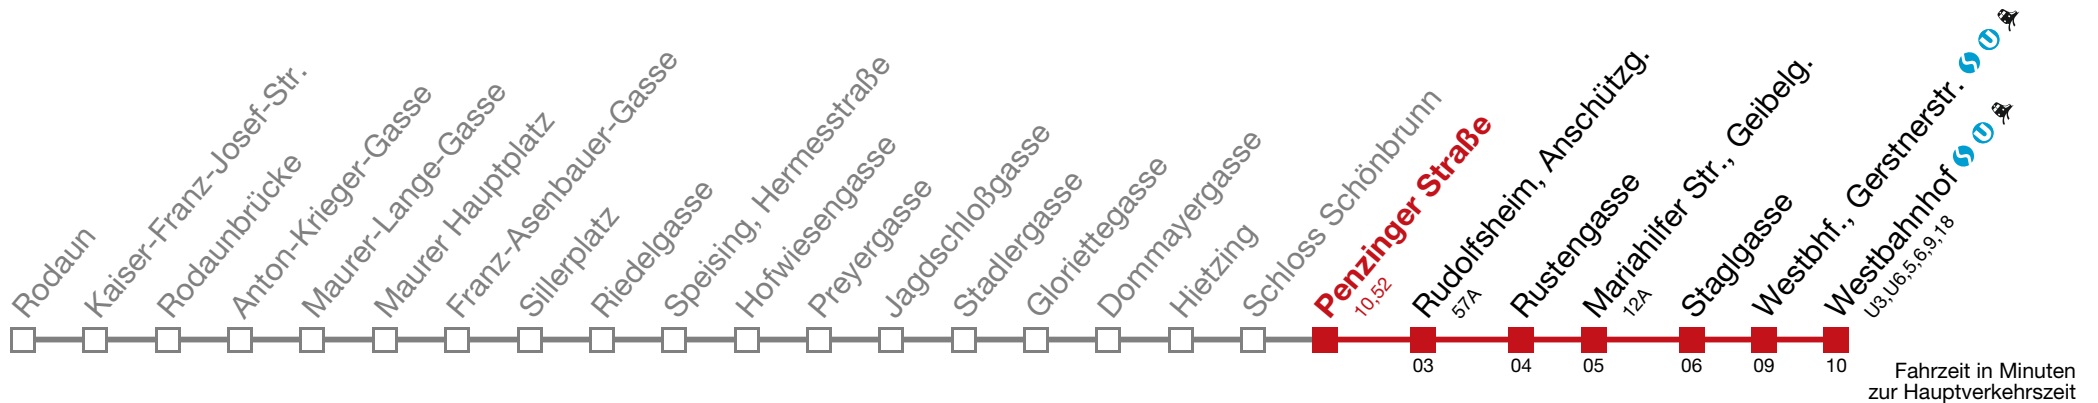 Rodaun
Kaiser-Franz-Josef-Str.
Rodaunbrücke
Anton-Krieger-Gasse
Maurer-Lange-Gasse
Maurer Hauptplatz
Franz-Asenbauer-Gasse
Sillerplatz
Riedelgasse
Speising, Hermesstraße
Hofwiesengasse
Preyergasse
Jagdschloßgasse
Stadlergasse
Gloriettegasse
Dommayergasse
Hietzing
Schloss Schönbrunn
Penzinger Straße
10,52
Rudolfsheim, Anschützg.
57A
Rustengasse
Mariahilfer Str., Geibelg.
12A
Staglgasse
Westbhf., Gerstnerstr. S U
Westbahnhof S U
U3,U6,5,6,9,18
03
04
05
06
09
10
Fahrzeit in Minuten
zur Hauptverkehrszeit